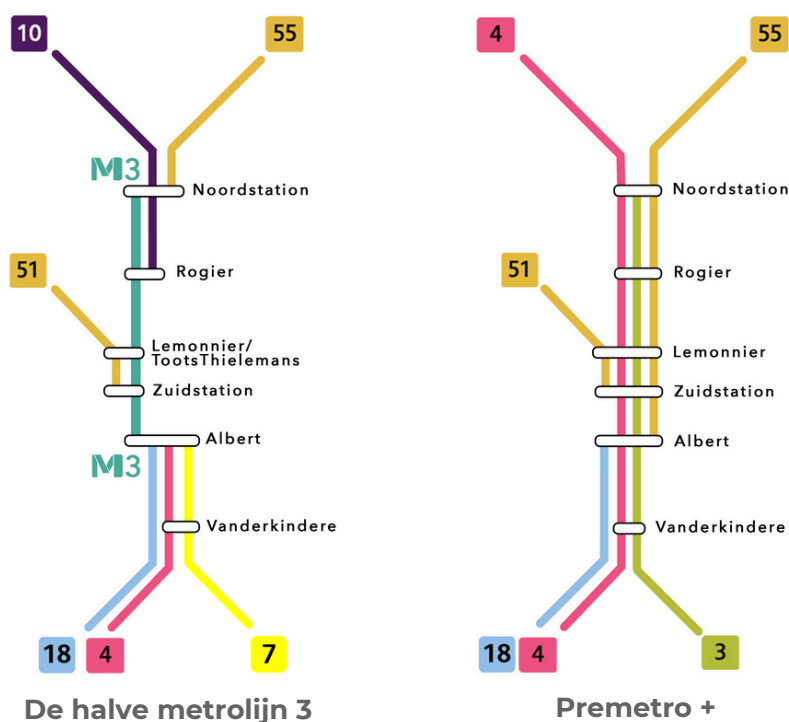 10
55
M3
Noordstation
Rogier
51
Lemonnier/
TootsThielemans
Zuidstation
Albert
M3
Vanderkindere
18
4
7
De halve metrolijn 3
4
55
Noordstation
Rogier
51
Lemonnier
Zuidstation
Albert
Vanderkindere
18
4
3
Premetro +